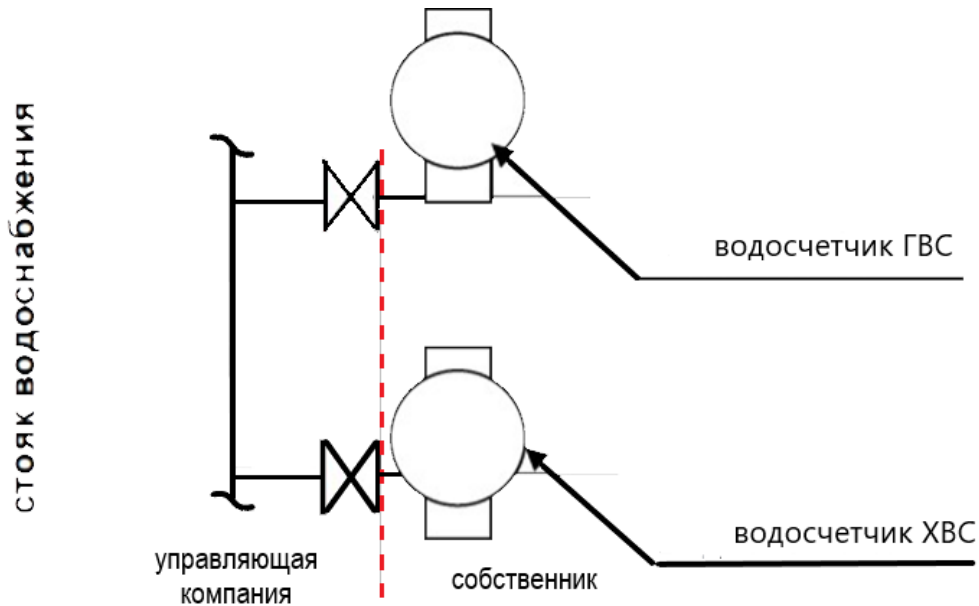 стояк водоснабжения
водосчетчик ГВС
водосчетчик ХВС
управляющая
компания
собственник